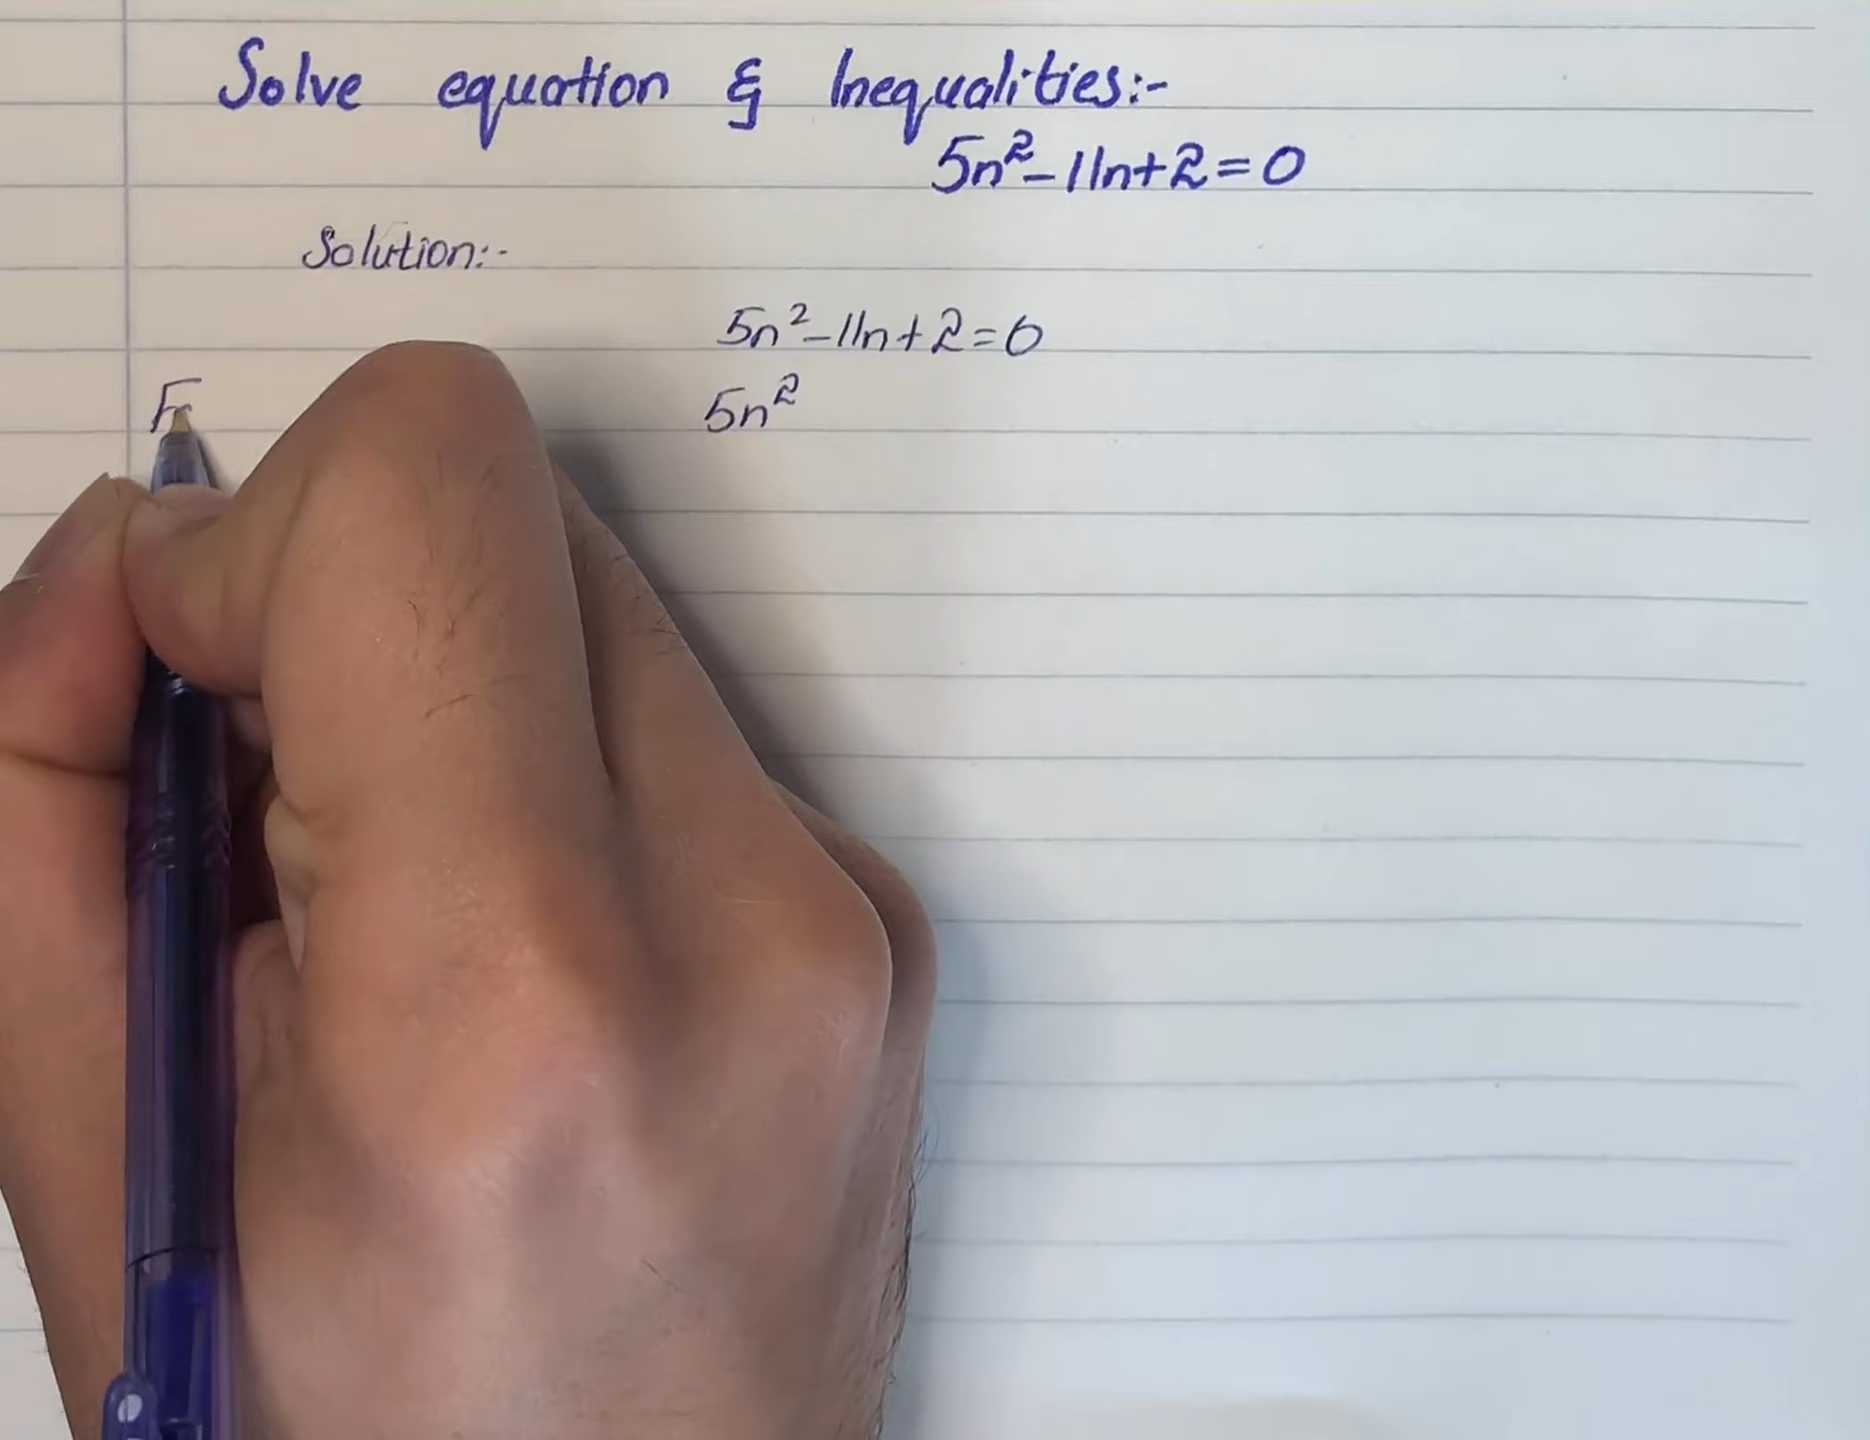 Solve equation & Inequalities:-
5n²-11n+2=0
Solution:-
5n²-11n+2=0
5n²